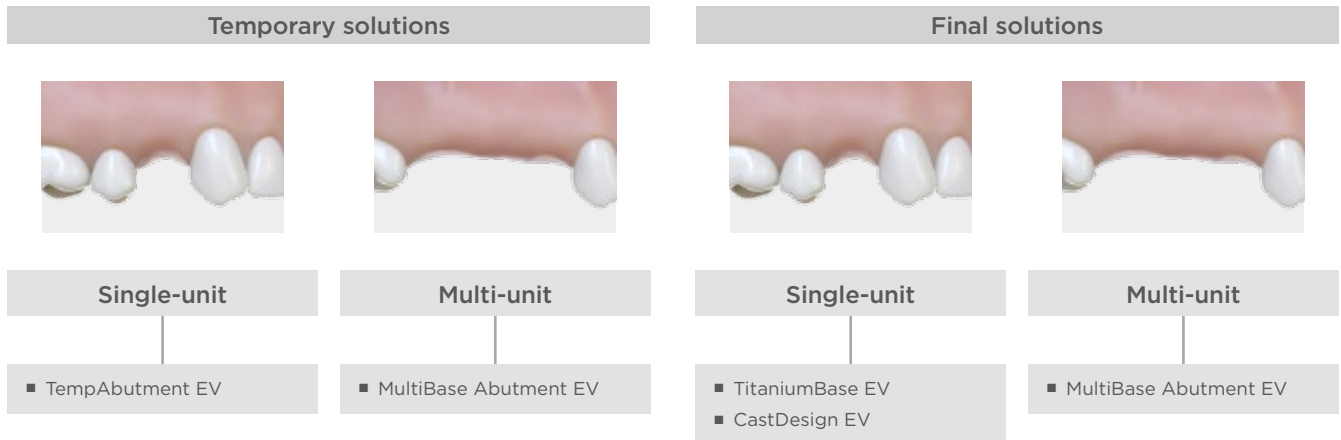 Temporary solutions
Final solutions
Single-unit
Multi-unit
Single-unit
Multi-unit
■ TempAbutment EV
■ MultiBase Abutment EV
■ TitaniumBase EV
■ CastDesign EV
■ MultiBase Abutment EV